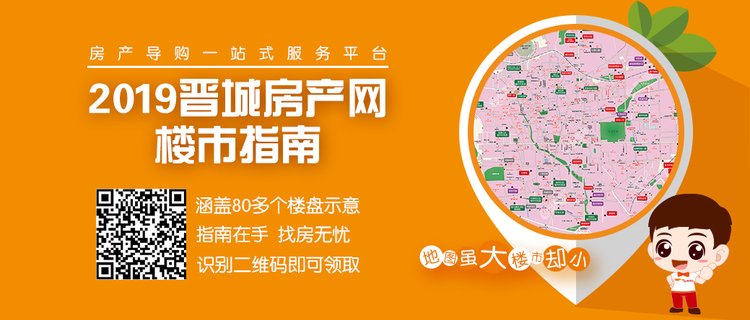 房产导购一站式服务平台
2019晋城房产网
楼市指南
涵盖80多个楼盘示意
指南在手 找房无忧
识别二维码即可领取
地图虽大楼市却小